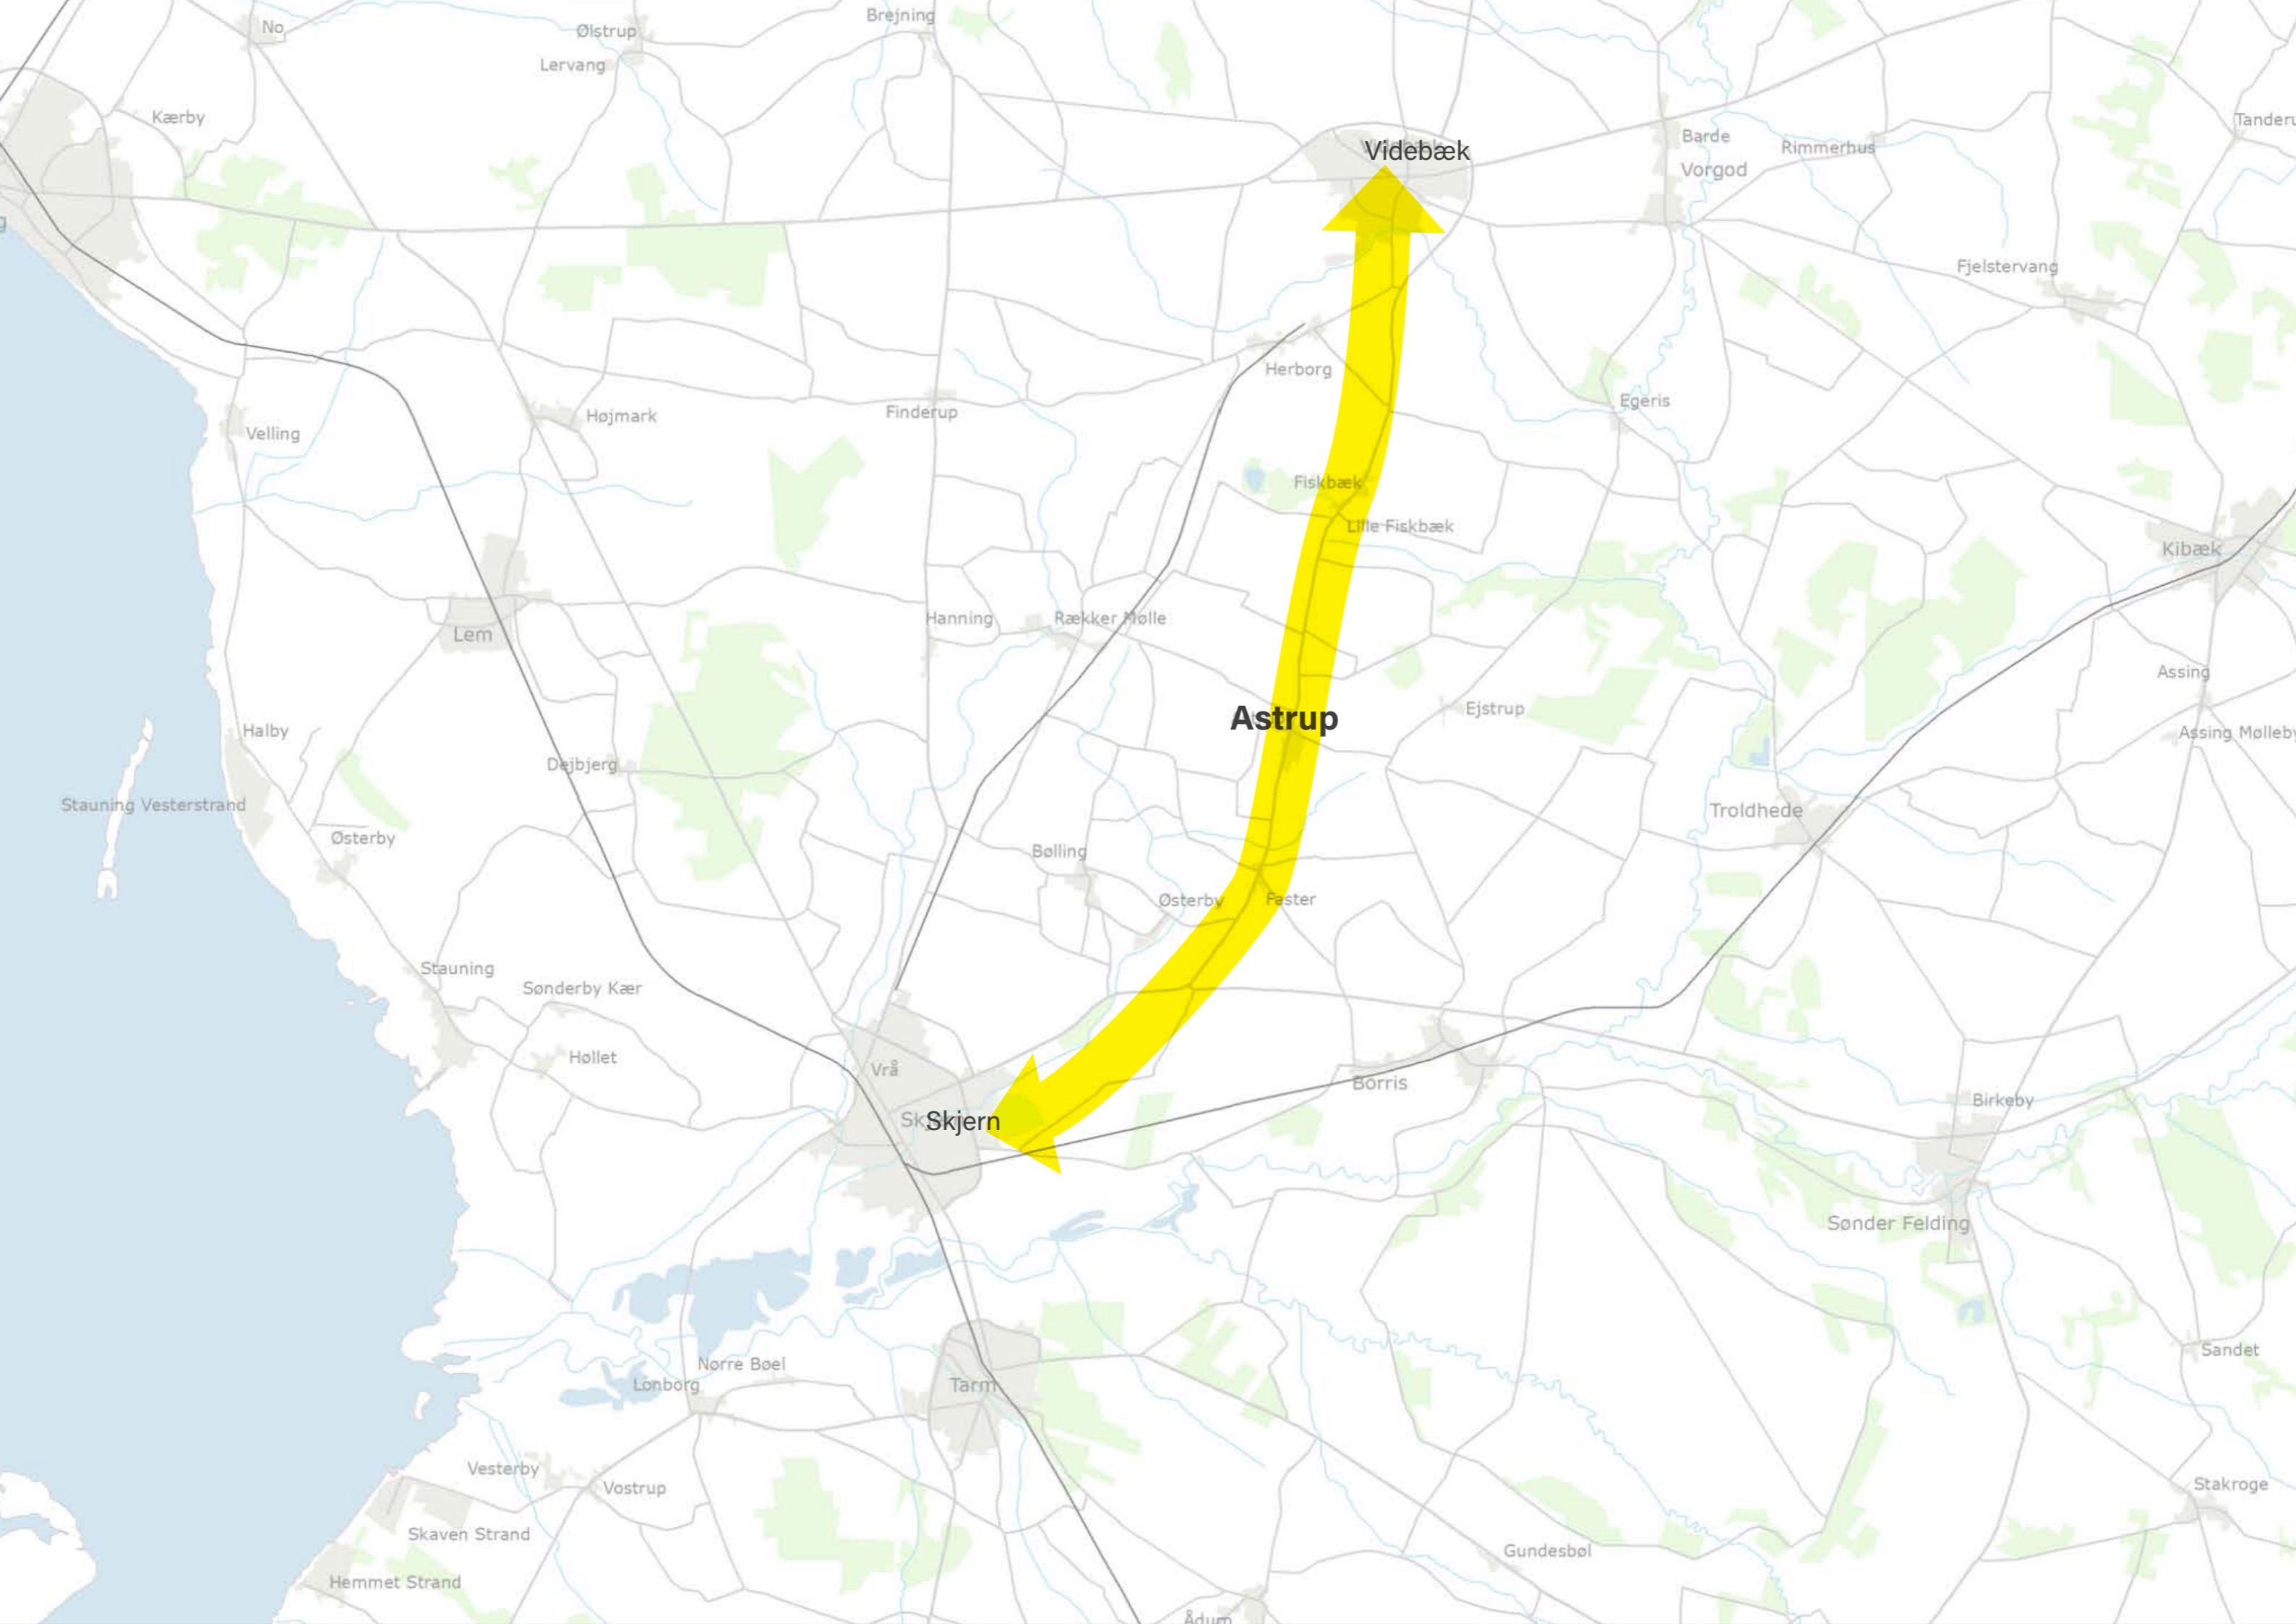 No
Ølstrup
Brejning
Lervang
Kærby
Tanderu
Barde
Rimmerhus
Videbæk
Vorgod
g
Fjelstervang
Herborg
Egeris
Finderup
Højmark
Velling
Fiskbæk
Lille Fiskbæk
Kibæk
Hanning
Rækker Mølle
Lem
Assing
Ejstrup
Astrup
Halby
Assing Mølleby
Dejbjerg
Stauning Vesterstrand
Troldhede
Østerby
Bølling
Østerby
Faster
Stauning
Sønderby Kær
Høllet
Vrå
Borris
Birkeby
Skjern
Sønder Felding
Sandet
Nørre Bøel
Lønborg
Tarm
Vesterby
Vostrup
Stakroge
Skaven Strand
Gundesbøl
Hemmet Strand
Ådum